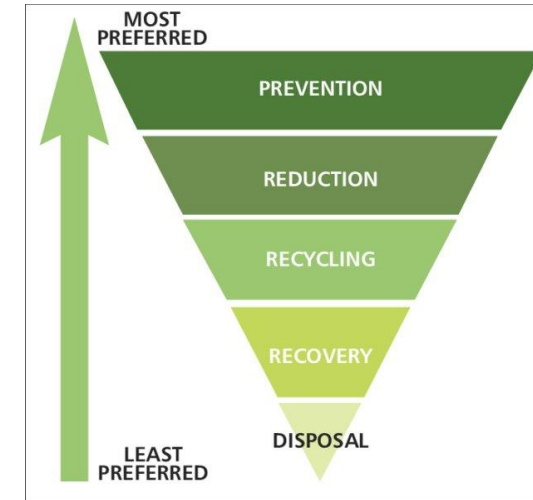 MOST
PREFERRED
PREVENTION
REDUCTION
RECYCLING
RECOVERY
DISPOSAL
LEAST
PREFERRED